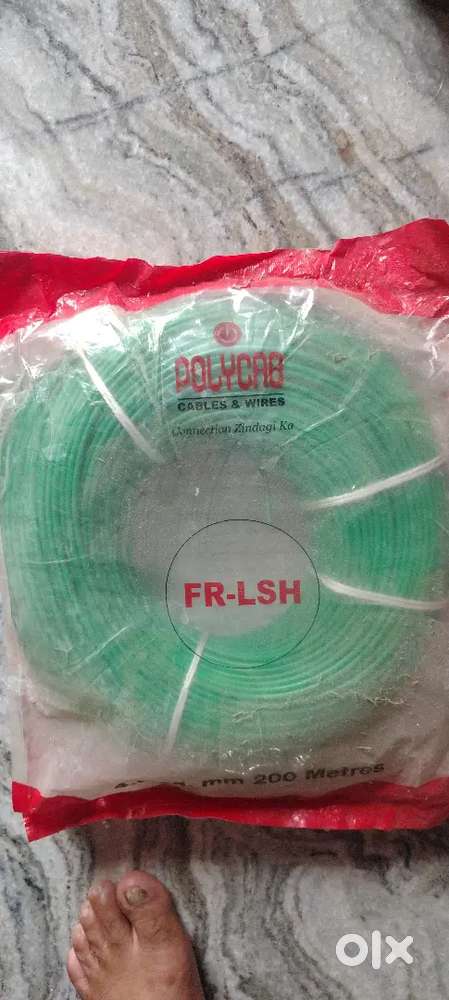 POLYCAB
CABLES & WIRES
Connection Zindagi Ka
FR-LSH
mm 200 Metres
olx